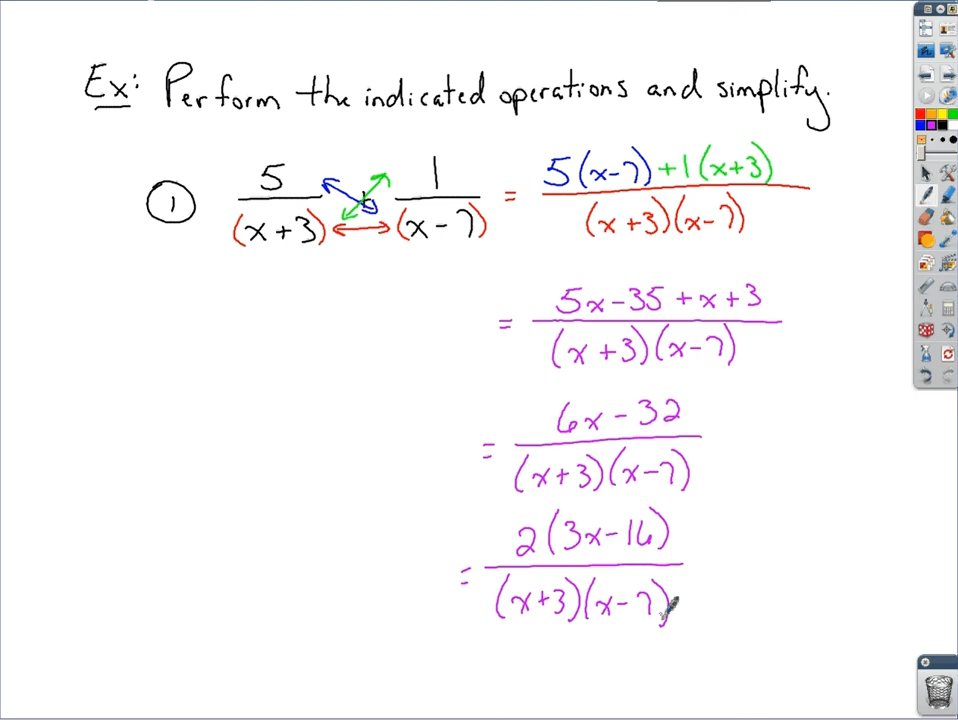 Ex: Perform the indicated operations and simplify.
① 5/(x+3) + 1/(x-7) = (5(x-7)+1(x+3))/((x+3)(x-7))
= (5x-35+x+3)/((x+3)(x-7))
= (6x-32)/((x+3)(x-7))
= (2(3x-16))/((x+3)(x-7))